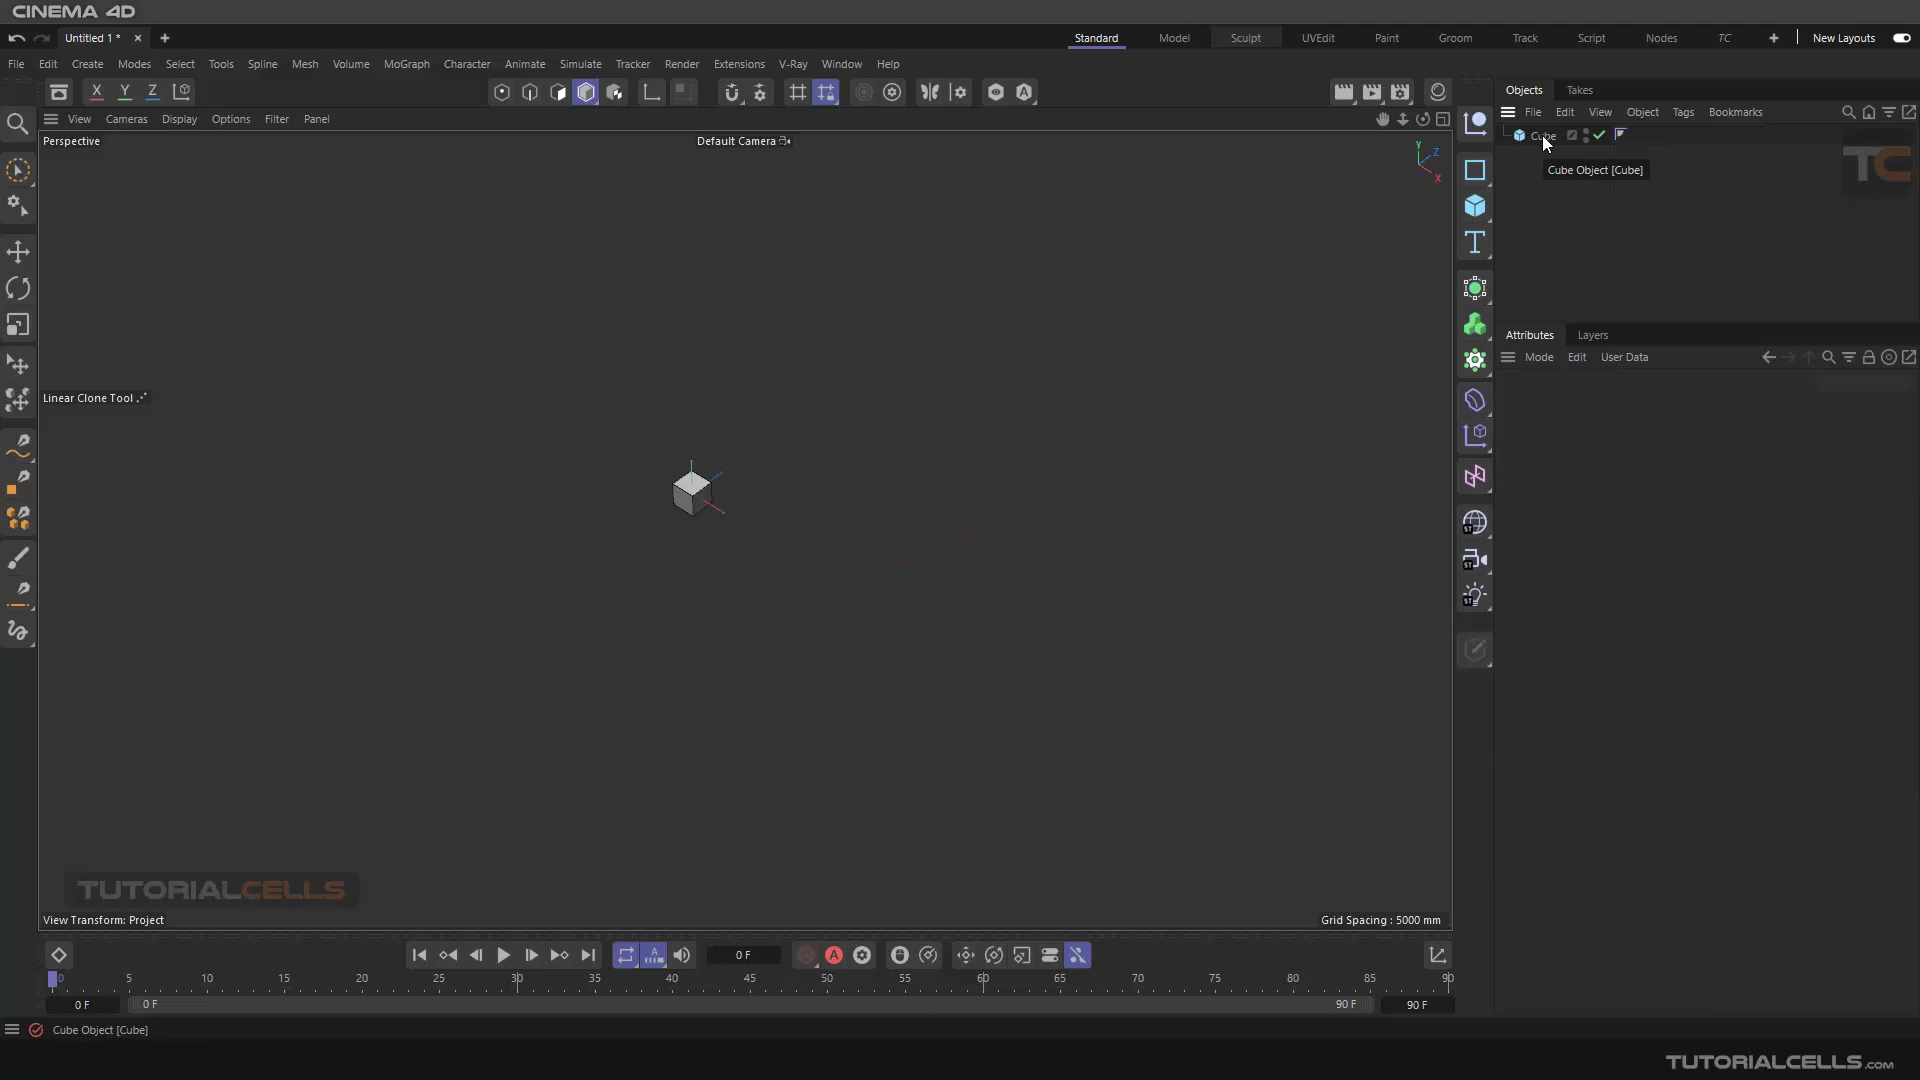 CINEMA 4D
Untitled 1 *
Standard Model Sculpt UVEdit Paint Groom Track Script Nodes TC New Layouts
File Edit Create Modes Select Tools Spline Mesh Volume MoGraph Character Animate Simulate Tracker Render Extensions V-Ray Window Help
X Y Z
Objects Takes
File Edit View Object Tags Bookmarks
View Cameras Display Options Filter Panel
Perspective
Default Camera
Y
Z
X
Cube
TC
Cube Object [Cube]
Attributes Layers
Mode Edit User Data
Linear Clone Tool
TUTORIALCELLS
View Transform: Project
Grid Spacing : 5000 mm
0 F
0 5 10 15 20 25 30 35 40 45 50 55 60 65 70 75 80 85 90
0 F 0 F 90 F 90 F
Cube Object [Cube]
TUTORIALCELLS.COM